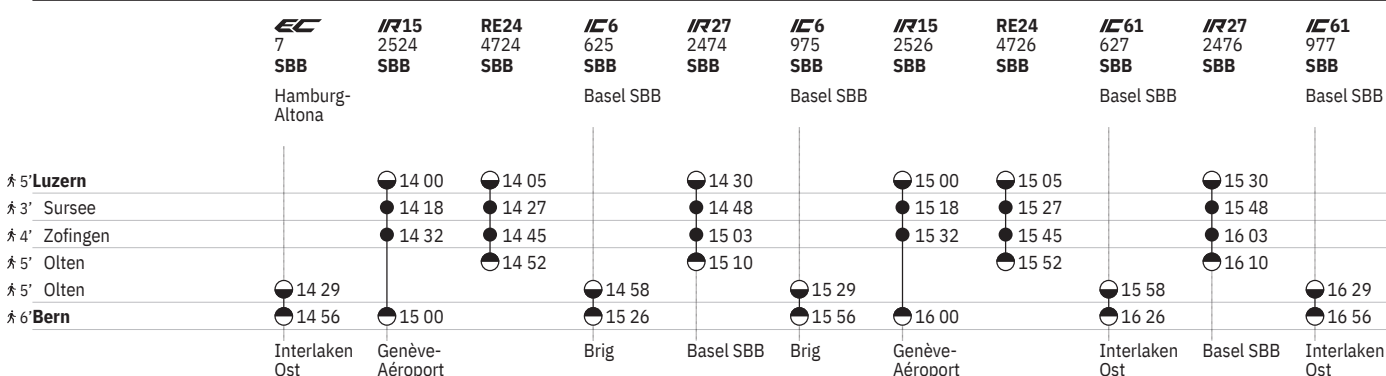 EC IR15 RE24 IC6 IR27 IC6 IR15 RE24 IC61 IR27 IC61
7 2524 4724 625 2474 975 2526 4726 627 2476 977
SBB SBB SBB SBB SBB SBB SBB SBB SBB SBB SBB
Hamburg- Basel SBB Basel SBB Basel SBB Basel SBB
Altona
5' Luzern 14 00 14 05 14 30 15 00 15 05 15 30
3' Sursee 14 18 14 27 14 48 15 18 15 27 15 48
4' Zofingen 14 32 14 45 15 03 15 32 15 45 16 03
5' Olten 14 52 15 10 15 52 16 10
5' Olten 14 29 14 58 15 29 15 58 16 29
6' Bern 14 56 15 00 15 26 15 56 16 00 16 26 16 56
Interlaken Genève- Brig Basel SBB Brig Genève- Interlaken Basel SBB Interlaken
Ost Aéroport Aéroport Ost Ost